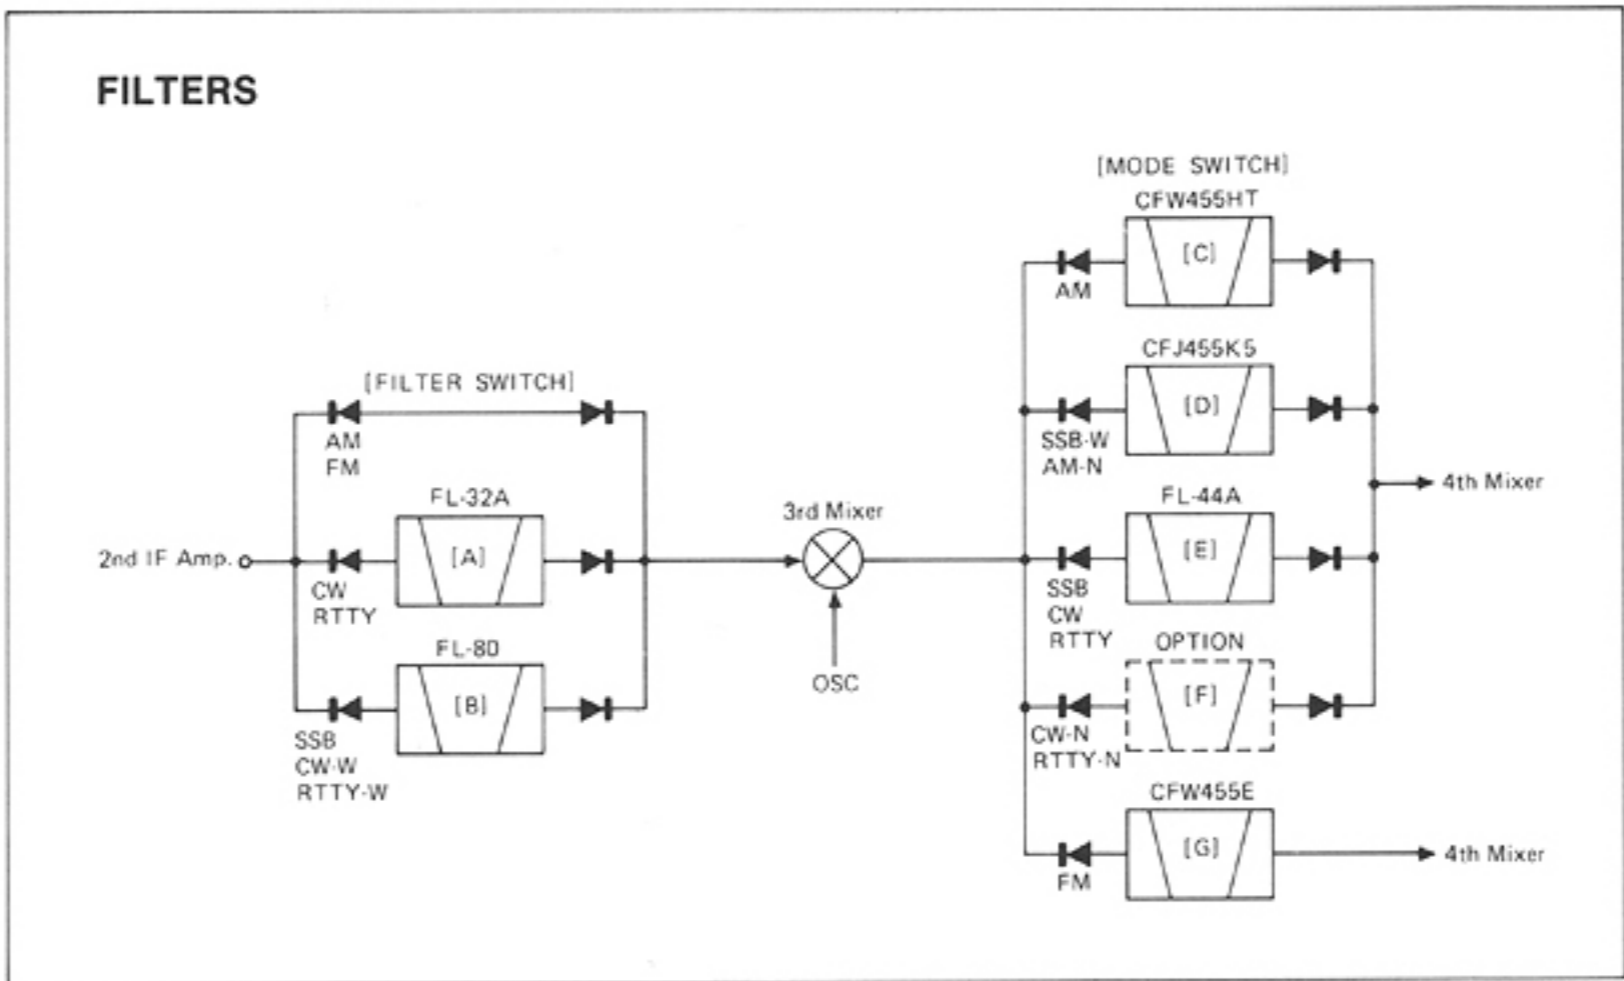 FILTERS
[MODE SWITCH]
CFW455HT
[C]
AM
CFJ455K5
[D]
SSB-W
AM-N
[FILTER SWITCH]
AM
FM
FL-32A
[A]
2nd IF Amp.
CW
RTTY
FL-80
[B]
SSB
CW-W
RTTY-W
3rd Mixer
OSC
4th Mixer
FL-44A
[E]
SSB
CW
RTTY
OPTION
[F]
CW-N
RTTY-N
CFW455E
[G]
FM
4th Mixer